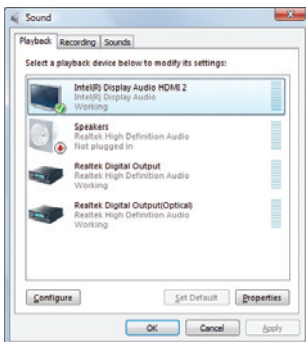 Sound
Playback Recording Sounds
Select a playback device below to modify its settings:
Intel(R) Display Audio HDMI 2
Intel(R) Display Audio
Working
Speakers
Realtek High Definition Audio
Not plugged in
Realtek Digital Output
Realtek High Definition Audio
Working
Realtek Digital Output(Optical)
Realtek High Definition Audio
Working
Configure Set Default Properties
OK Cancel Apply